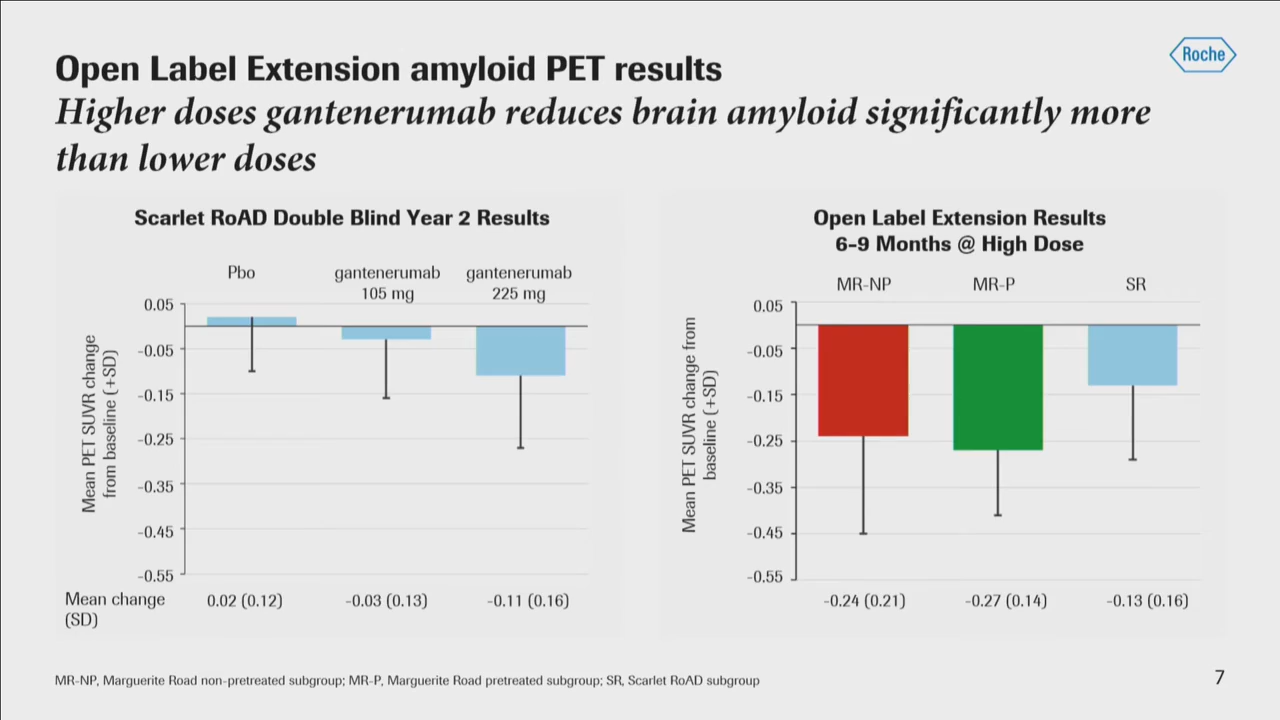 Open Label Extension amyloid PET results
Roche
Higher doses gantenerumab reduces brain amyloid significantly more
than lower doses
Scarlet RoAD Double Blind Year 2 Results
Pbo
gantenerumab
105 mg
gantenerumab
225 mg
Mean PET SUVR change
from baseline (+SD)
0.05
-0.05
-0.15
-0.25
-0.35
-0.45
-0.55
Mean change
(SD)
0.02 (0.12)
-0.03 (0.13)
-0.11 (0.16)
Open Label Extension Results
6–9 Months @ High Dose
MR-NP
MR-P
SR
Mean PET SUVR change from
baseline (+SD)
0.05
-0.05
-0.15
-0.25
-0.35
-0.45
-0.55
-0.24 (0.21)
-0.27 (0.14)
-0.13 (0.16)
MR-NP, Marguerite Road non-pretreated subgroup; MR-P, Marguerite Road pretreated subgroup; SR, Scarlet RoAD subgroup
7